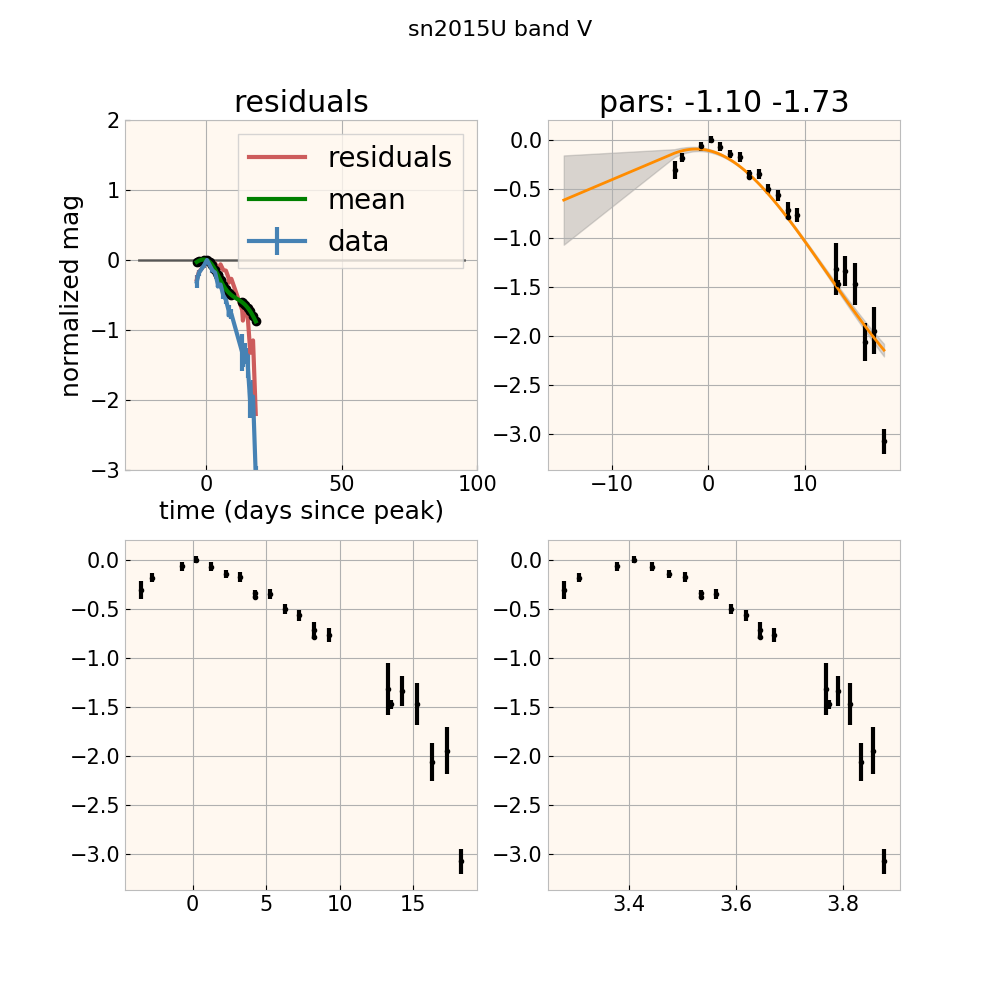 sn2015U band V
residuals
pars: -1.10 -1.73
residuals
mean
data
normalized mag
2
1
0
−1
−2
−3
0 50 100
time (days since peak)
0.0
−0.5
−1.0
−1.5
−2.0
−2.5
−3.0
−10 0 10
0.0
−0.5
−1.0
−1.5
−2.0
−2.5
−3.0
0 5 10 15
0.0
−0.5
−1.0
−1.5
−2.0
−2.5
−3.0
3.4 3.6 3.8